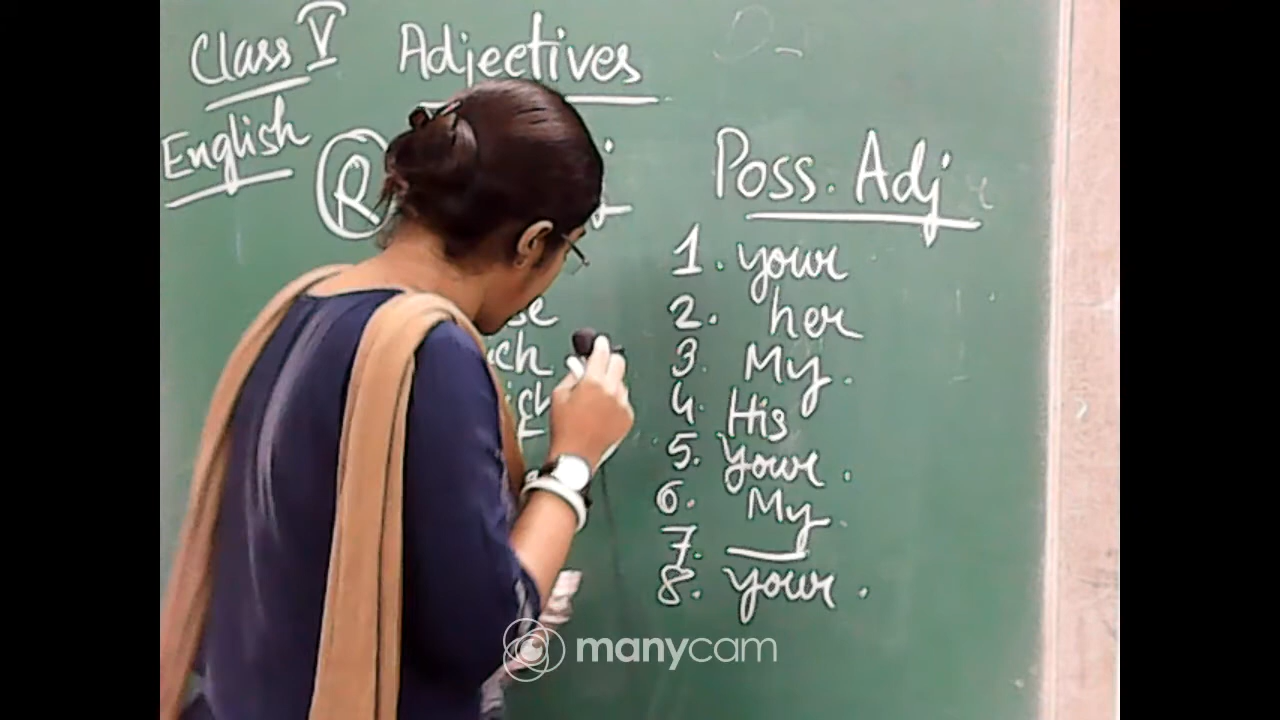 Class V
Adjectives
English
R
Poss. Adj
1. your
2. her
3. My.
4. His
5. Your.
6. My.
7. __
8. your.
manycam